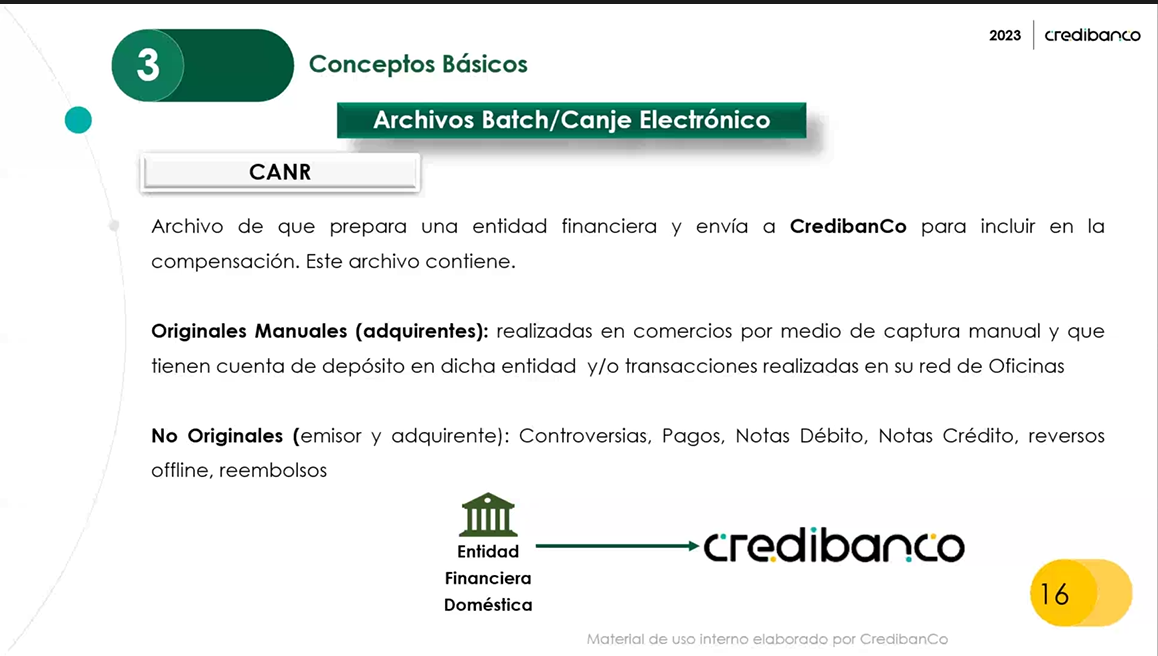 2023 credibanco
3 Conceptos Básicos
Archivos Batch/Canje Electrónico
CANR
Archivo de que prepara una entidad financiera y envía a CredibanCo para incluir en la
compensación. Este archivo contiene.
Originales Manuales (adquirentes): realizadas en comercios por medio de captura manual y que
tienen cuenta de depósito en dicha entidad y/o transacciones realizadas en su red de Oficinas
No Originales (emisor y adquirente): Controversias, Pagos, Notas Débito, Notas Crédito, reversos
offline, reembolsos
Entidad
Financiera
Doméstica
credibanco
16
Material de uso interno elaborado por CredibanCo